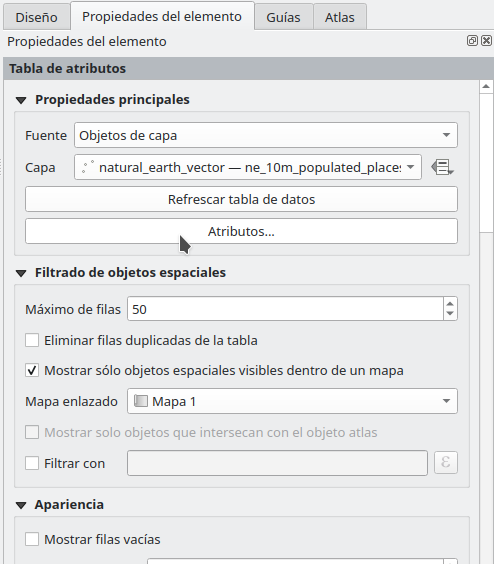 Diseño Propiedades del elemento Guías Atlas
Propiedades del elemento
Tabla de atributos
Propiedades principales
Fuente Objetos de capa
Capa natural_earth_vector — ne_10m_populated_places
Refrescar tabla de datos
Atributos...
Filtrado de objetos espaciales
Máximo de filas 50
Eliminar filas duplicadas de la tabla
Mostrar sólo objetos espaciales visibles dentro de un mapa
Mapa enlazado Mapa 1
Mostrar solo objetos que intersecan con el objeto atlas
Filtrar con ε
Apariencia
Mostrar filas vacías